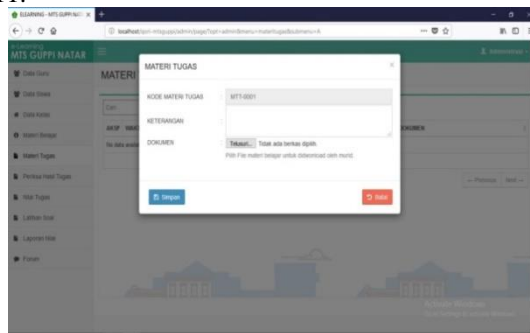 ELEARNING - MTS GUPPI NAT
localhost
e-Learning
MTS GUPPI NATAR
Data Guru
Data Siswa
Data Kelas
Materi Belajar
Materi Tugas
Periksa Hasil Tugas
Nilai Tugas
Latihan Soal
Laporan Nilai
Forum
MATERI
Cari
MATERI TUGAS
KODE MATERI TUGAS : MTT-0001
KETERANGAN :
DOKUMEN : Telusuri... Tidak ada berkas dipilih.
Pilih File materi belajar untuk didownload oleh murid.
Simpan
Batal
Previous
Next
Activate Windows